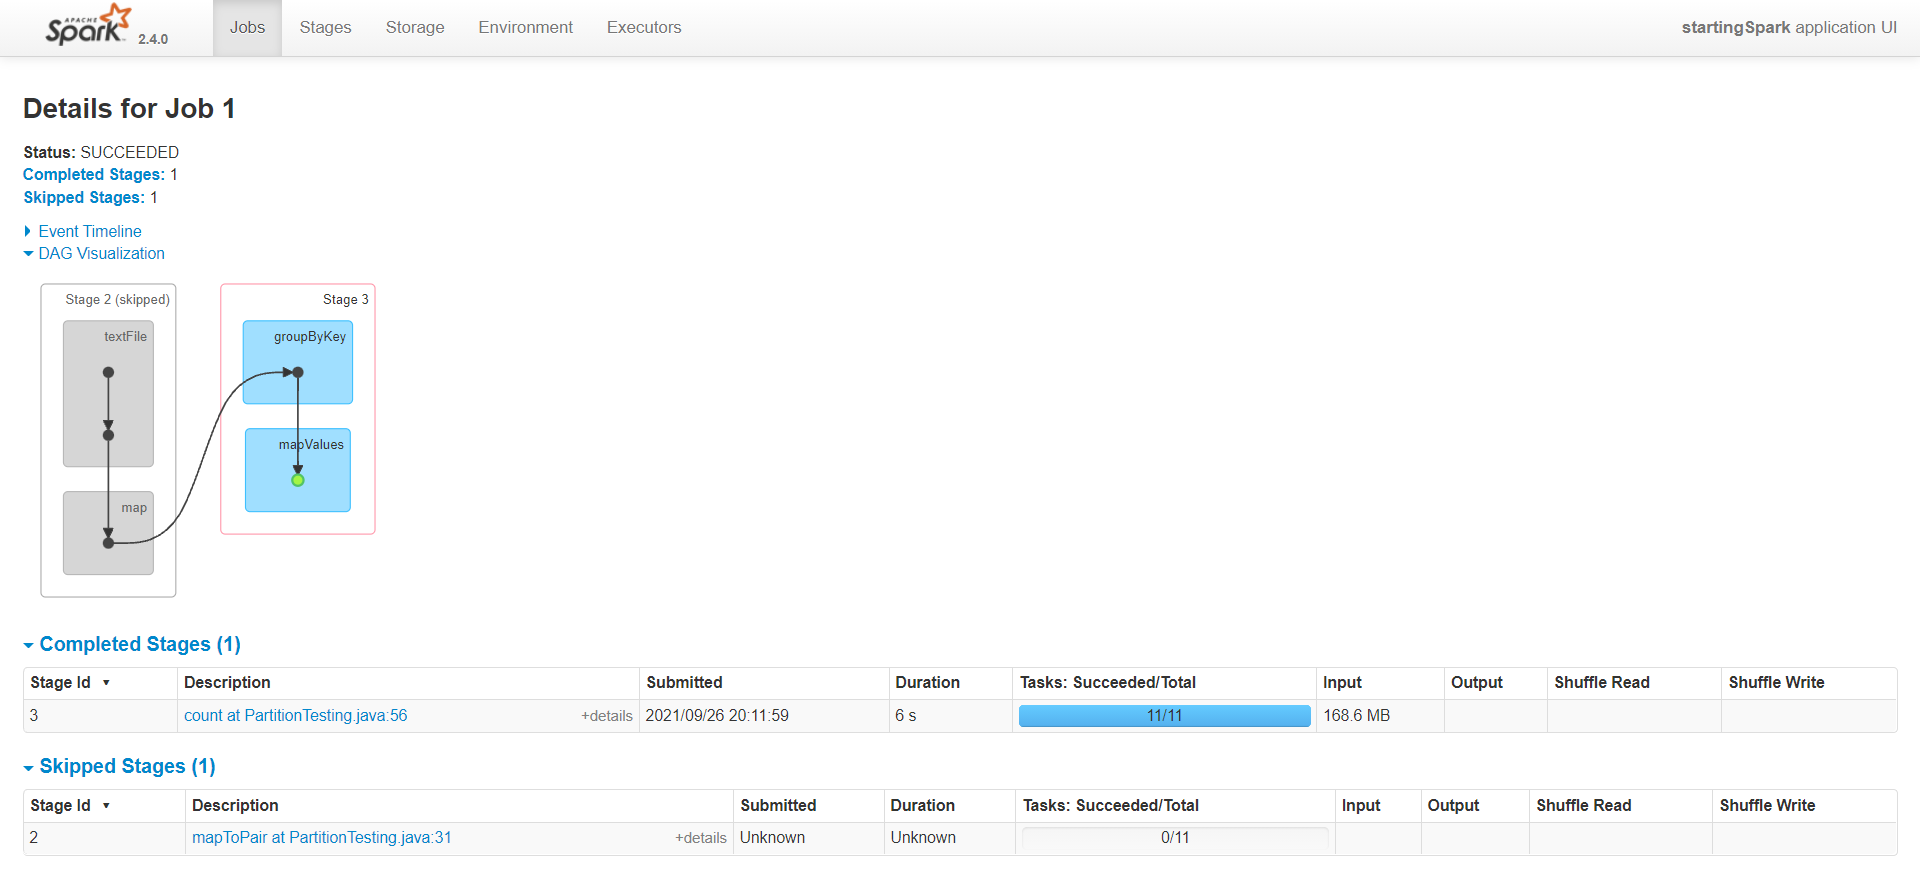 APACHE
Spark 2.4.0 Jobs Stages Storage Environment Executors startingSpark application UI
Details for Job 1
Status: SUCCEEDED
Completed Stages: 1
Skipped Stages: 1
Event Timeline
DAG Visualization
Stage 2 (skipped) Stage 3
textFile groupByKey
mapValues
map
Completed Stages (1)
Stage Id Description Submitted Duration Tasks: Succeeded/Total Input Output Shuffle Read Shuffle Write
3 count at PartitionTesting.java:56 +details 2021/09/26 20:11:59 6 s 11/11 168.6 MB
Skipped Stages (1)
Stage Id Description Submitted Duration Tasks: Succeeded/Total Input Output Shuffle Read Shuffle Write
2 mapToPair at PartitionTesting.java:31 +details Unknown Unknown 0/11